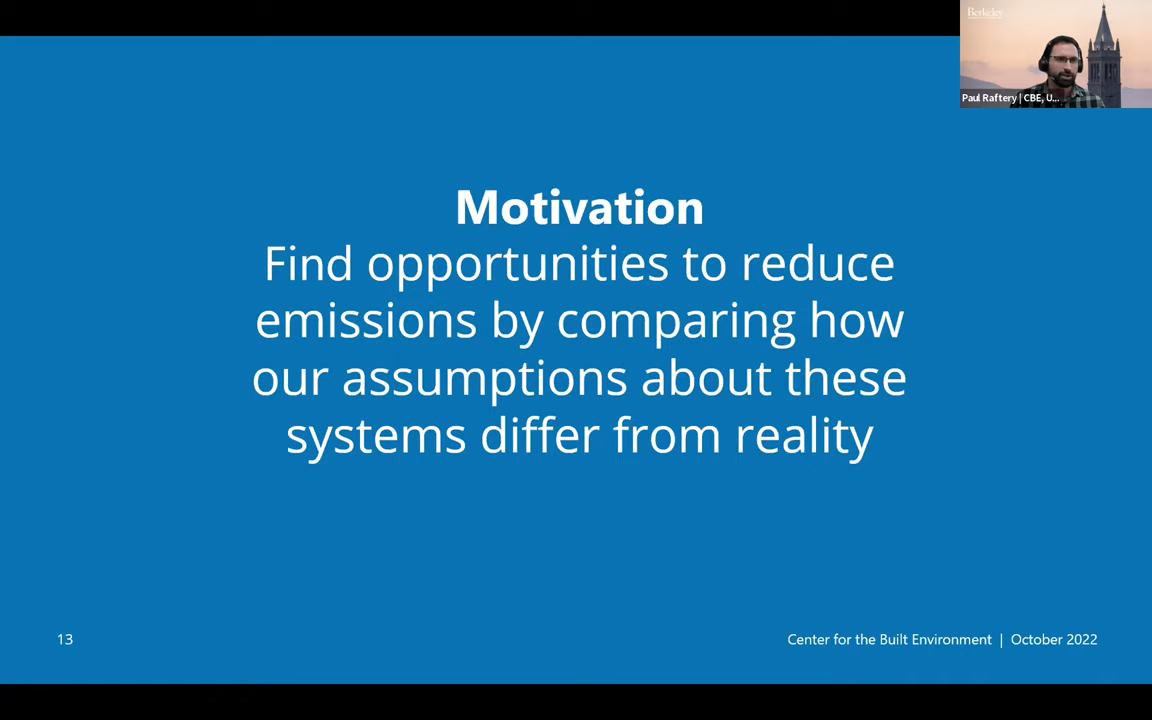 Berkeley
Paul Raftery | CBE, U...
Motivation
Find opportunities to reduce
emissions by comparing how
our assumptions about these
systems differ from reality
13
Center for the Built Environment | October 2022